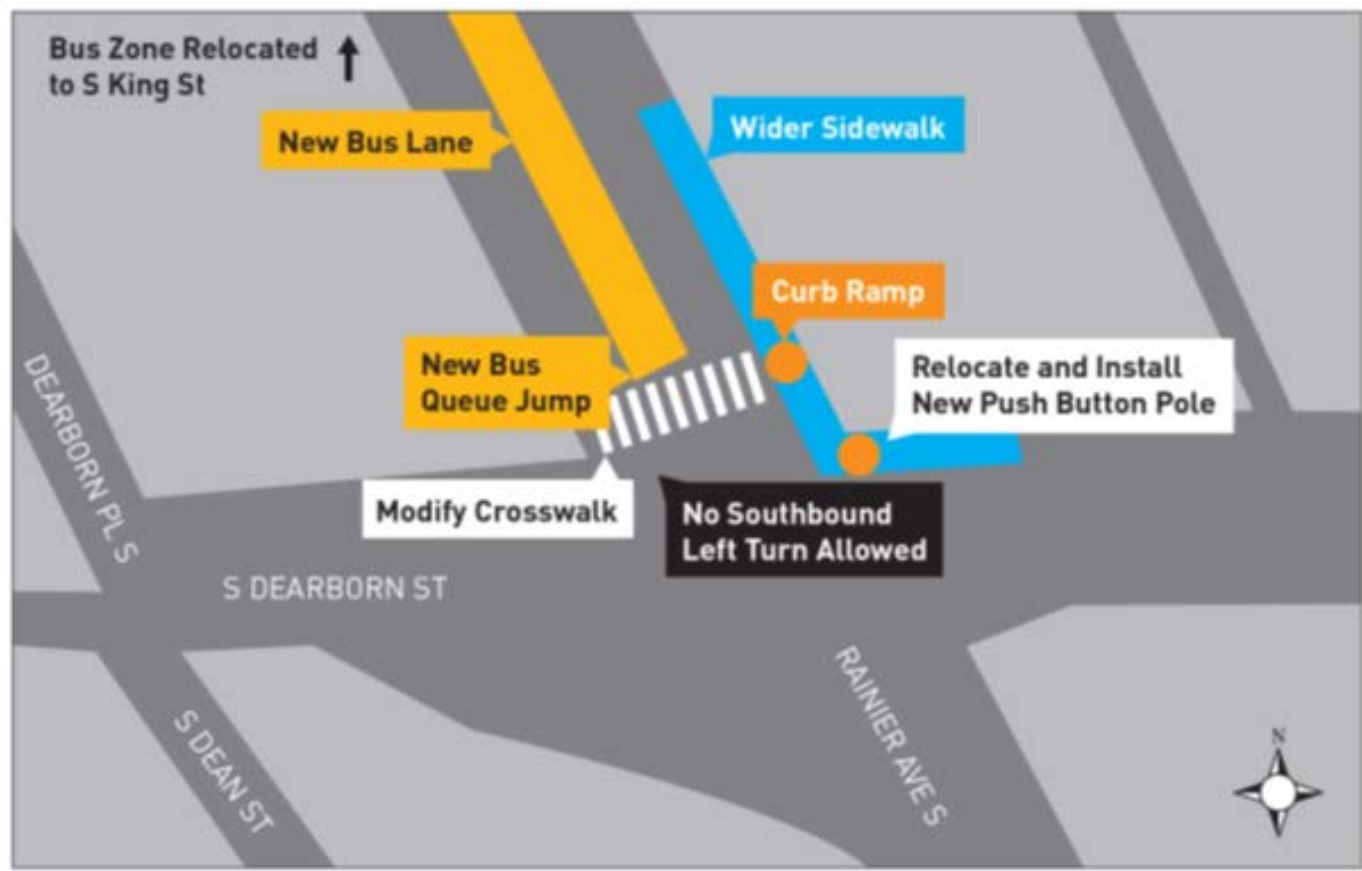 Bus Zone Relocated
to S King St
New Bus Lane
Wider Sidewalk
Curb Ramp
New Bus
Queue Jump
Relocate and Install
New Push Button Pole
Modify Crosswalk
No Southbound
Left Turn Allowed
DEARBORN PL S
S DEARBORN ST
S DEAN ST
RAINIER AVE S
N